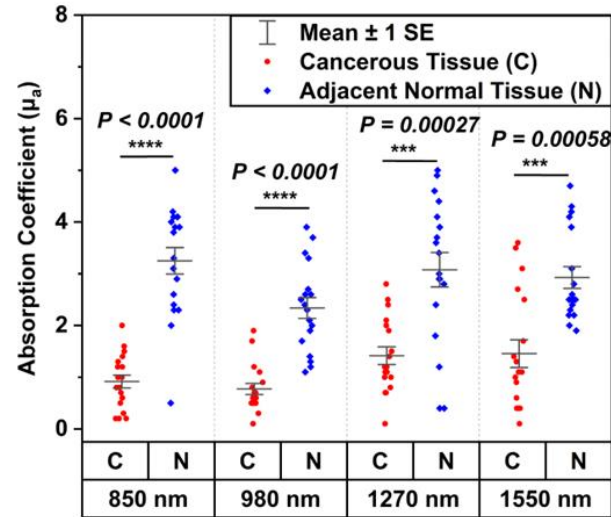 8
Mean ± 1 SE
Cancerous Tissue (C)
Adjacent Normal Tissue (N)
6
P < 0.0001
****
P < 0.0001
****
P = 0.00027
***
P = 0.00058
***
4
2
0
Absorption Coefficient (μₐ)
C N C N C N C N
850 nm 980 nm 1270 nm 1550 nm